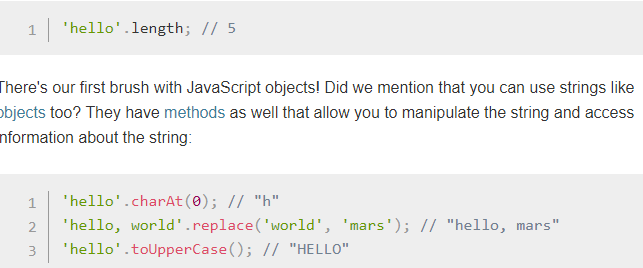 1 'hello'.length; // 5
There's our first brush with JavaScript objects! Did we mention that you can use strings like
objects too? They have methods as well that allow you to manipulate the string and access
information about the string:
1 'hello'.charAt(0); // "h"
2 'hello, world'.replace('world', 'mars'); // "hello, mars"
3 'hello'.toUpperCase(); // "HELLO"